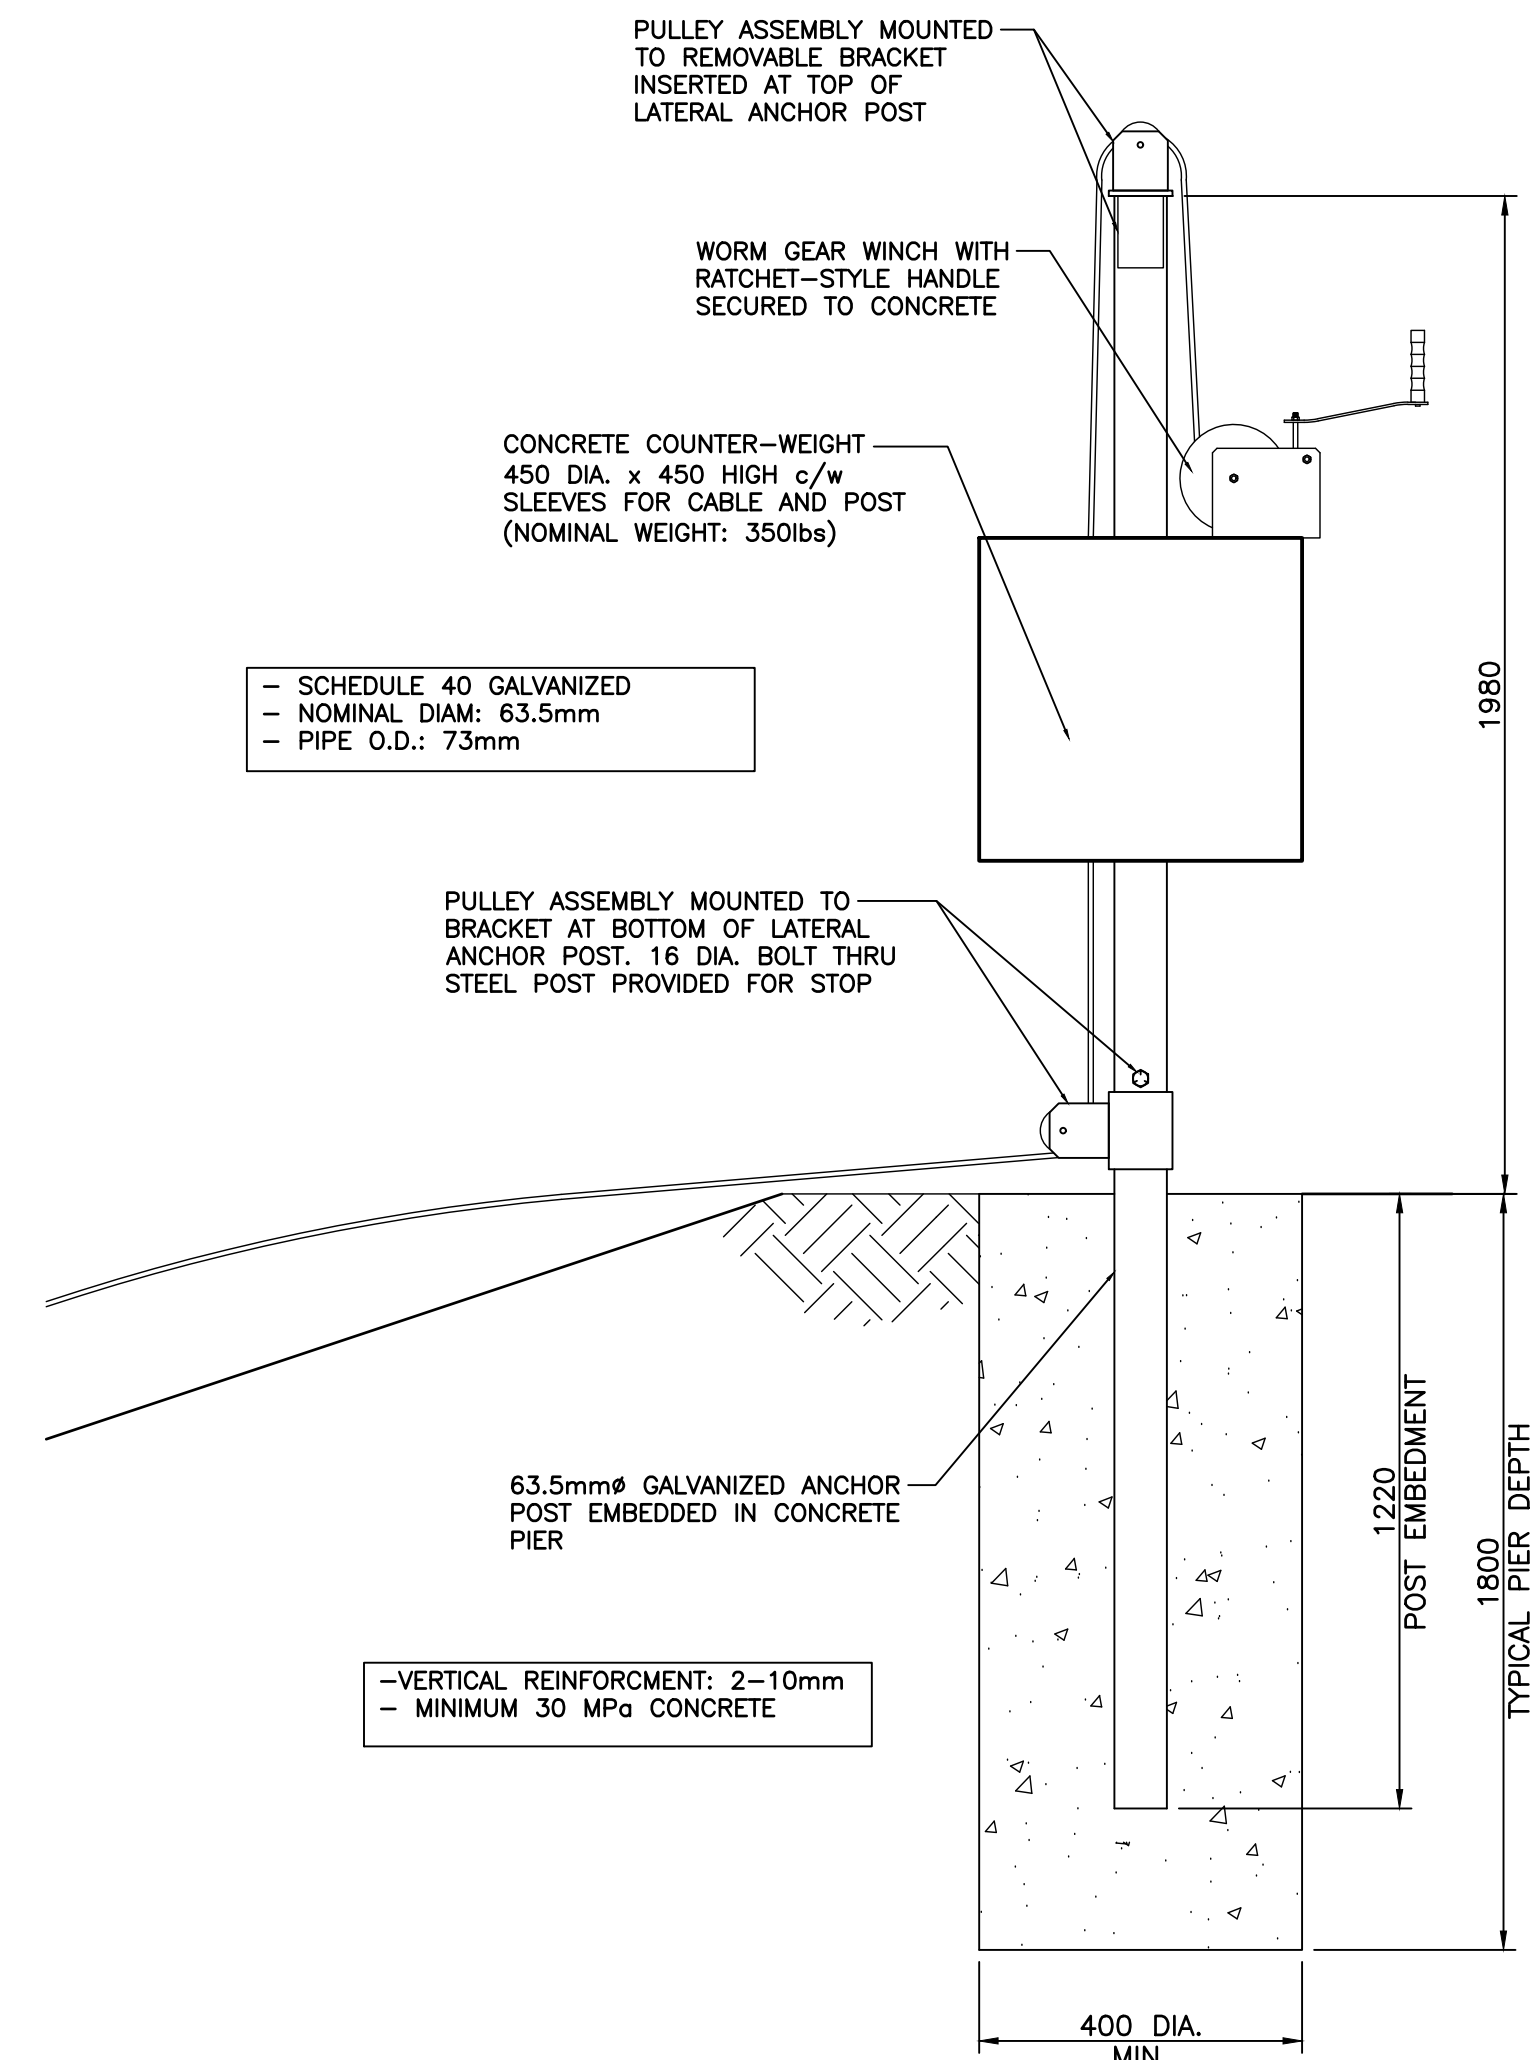 PULLEY ASSEMBLY MOUNTED
TO REMOVABLE BRACKET
INSERTED AT TOP OF
LATERAL ANCHOR POST
WORM GEAR WINCH WITH
RATCHET-STYLE HANDLE
SECURED TO CONCRETE
CONCRETE COUNTER-WEIGHT
450 DIA. x 450 HIGH c/w
SLEEVES FOR CABLE AND POST
(NOMINAL WEIGHT: 350lbs)
- SCHEDULE 40 GALVANIZED
- NOMINAL DIAM: 63.5mm
- PIPE O.D.: 73mm
1980
PULLEY ASSEMBLY MOUNTED TO
BRACKET AT BOTTOM OF LATERAL
ANCHOR POST. 16 DIA. BOLT THRU
STEEL POST PROVIDED FOR STOP
63.5mmø GALVANIZED ANCHOR
POST EMBEDDED IN CONCRETE
PIER
1220
POST EMBEDMENT
1800
TYPICAL PIER DEPTH
-VERTICAL REINFORCMENT: 2-10mm
- MINIMUM 30 MPa CONCRETE
400 DIA.
MIN